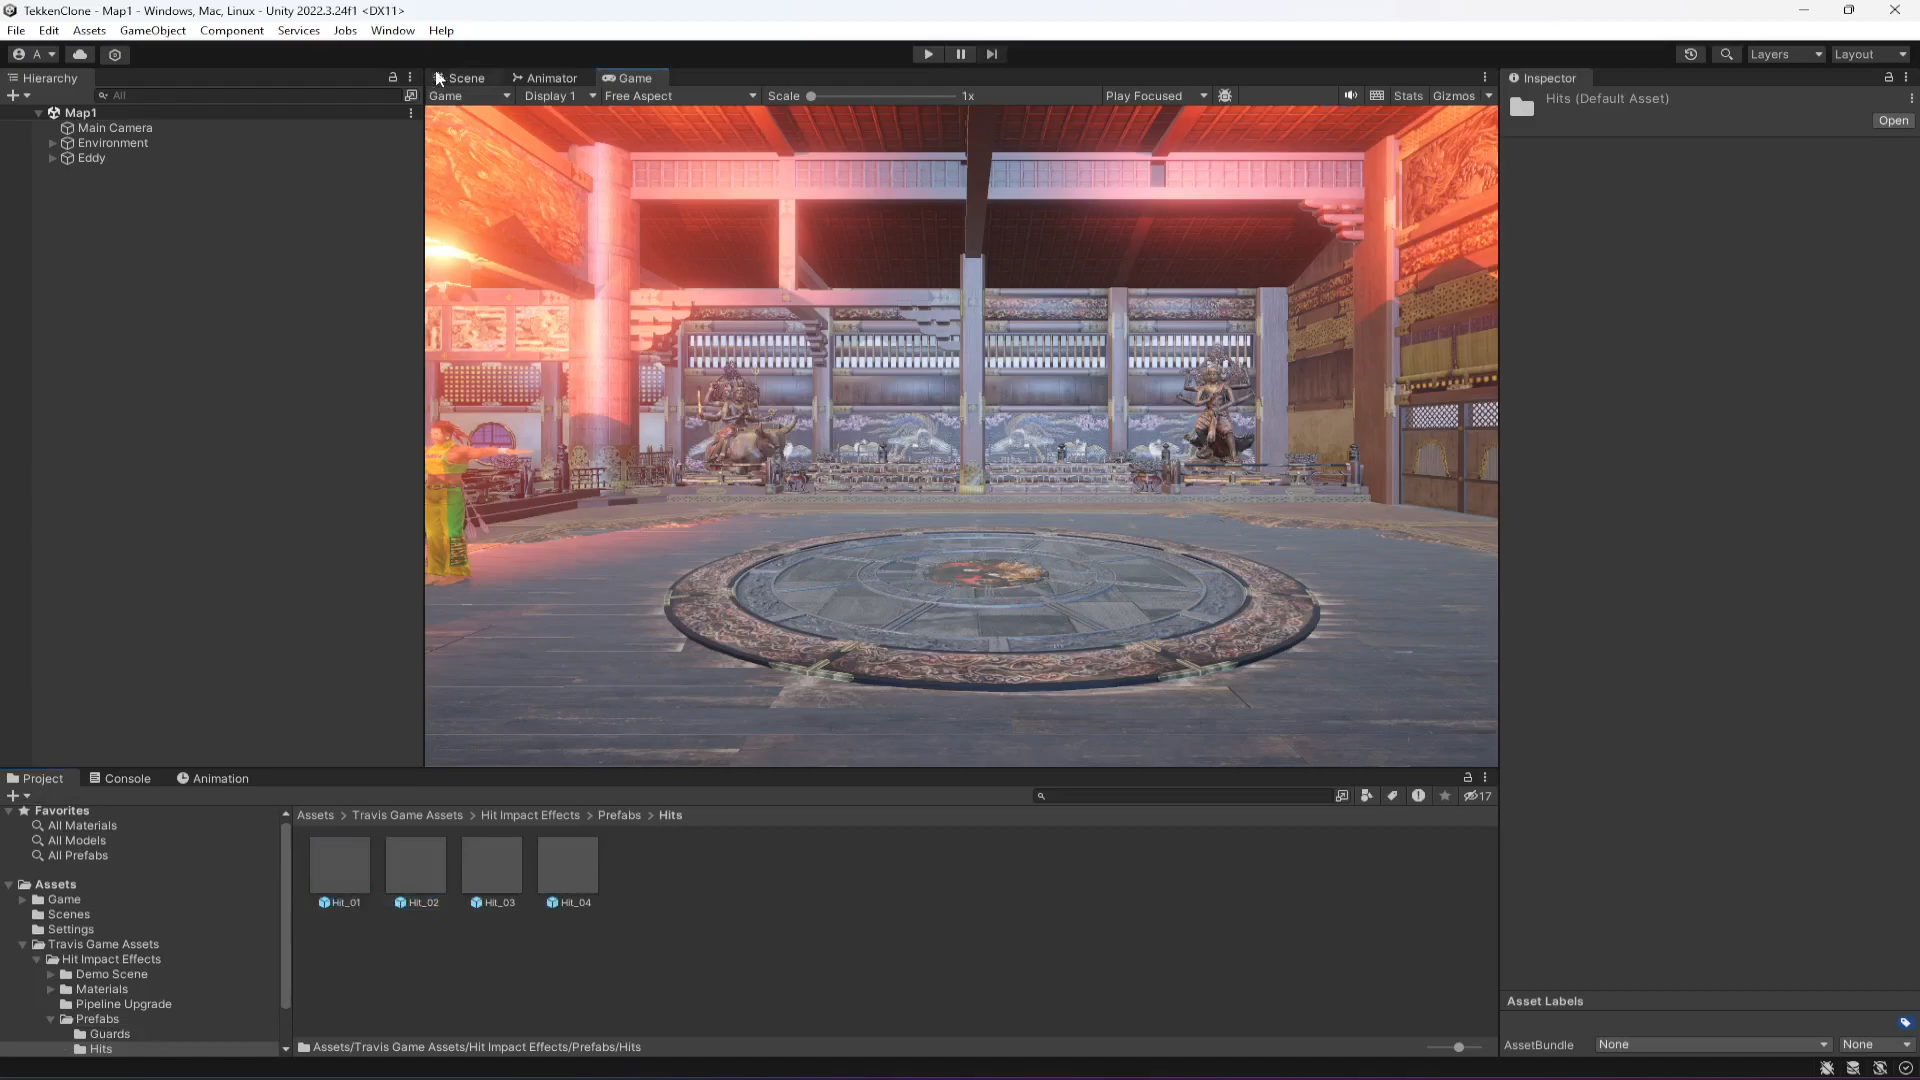 TekkenClone - Map1 - Windows, Mac, Linux - Unity 2022.3.24f1 <DX11>
File Edit Assets GameObject Component Services Jobs Window Help
A Layers Layout
Hierarchy Scene Animator Game Inspector
All Game Display 1 Free Aspect Scale 1x Play Focused Stats Gizmos
Hits (Default Asset)
Open
Map1
Main Camera
Environment
Eddy
Project Console Animation
17
Favorites
All Materials
All Models
All Prefabs
Assets
Game
Scenes
Settings
Travis Game Assets
Hit Impact Effects
Demo Scene
Materials
Pipeline Upgrade
Prefabs
Guards
Hits
Assets > Travis Game Assets > Hit Impact Effects > Prefabs > Hits
Hit_01 Hit_02 Hit_03 Hit_04
Assets/Travis Game Assets/Hit Impact Effects/Prefabs/Hits
Asset Labels
AssetBundle None None